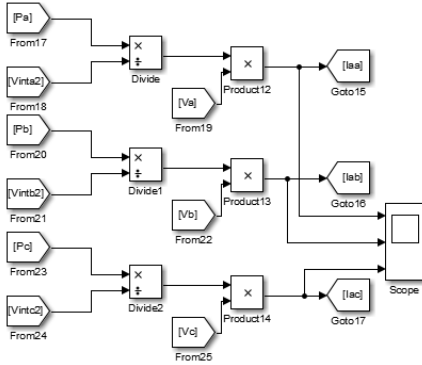 [Pa]
From17
×
÷
Divide
[Vinta2]
From18
×
Product12
[Iaa]
Goto15
[Va]
From19
[Pb]
From20
×
÷
Divide1
[Vintb2]
From21
×
Product13
[Iab]
Goto16
[Vb]
From22
[Pc]
From23
×
÷
Divide2
[Vintc2]
From24
×
Product14
[Iac]
Goto17
[Vc]
From25
Scope